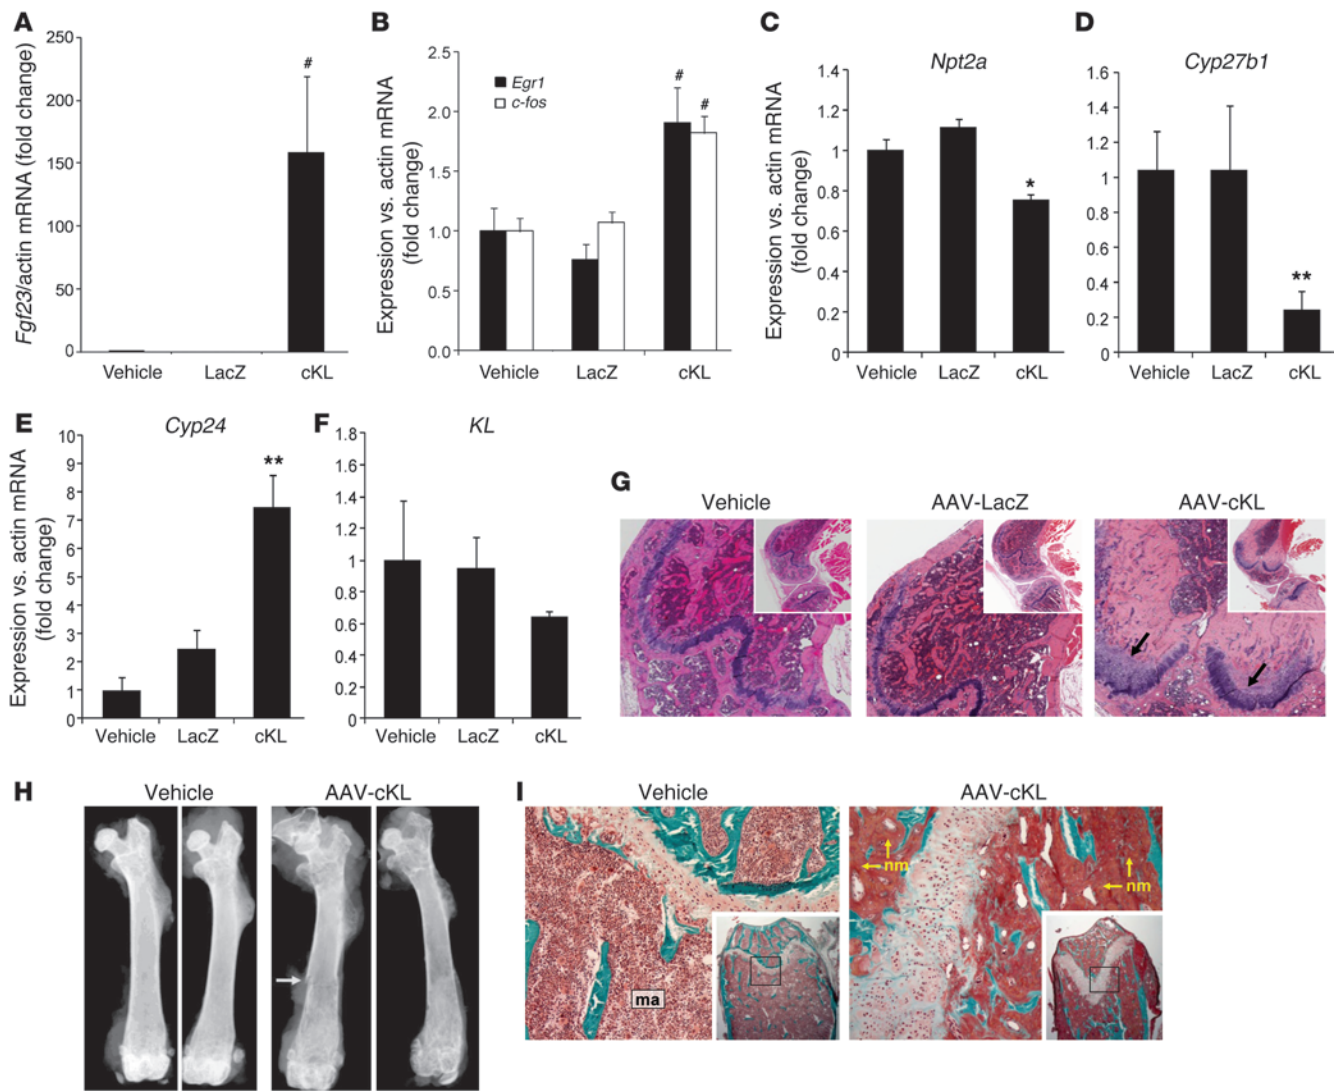 A
Fgf23/actin mRNA (fold change)
250
200
150
100
50
0
#
Vehicle LacZ cKL
B
Expression vs. actin mRNA
(fold change)
2.5
2.0
1.5
1.0
0.5
0.0
Egr1
c-fos
# #
Vehicle LacZ cKL
C
Npt2a
Expression vs. actin mRNA
(fold change)
1.4
1.2
1.0
0.8
0.6
0.4
0.2
0
*
Vehicle LacZ cKL
D
Cyp27b1
1.6
1.4
1.2
1
0.8
0.6
0.4
0.2
0
**
Vehicle LacZ cKL
E
Cyp24
Expression vs. actin mRNA
(fold change)
10
9
8
7
6
5
4
3
2
1
0
**
Vehicle LacZ cKL
F
KL
1.8
1.6
1.4
1.2
1
0.8
0.6
0.4
0.2
0
Vehicle LacZ cKL
G
Vehicle AAV-LacZ AAV-cKL
H
Vehicle AAV-cKL
I
Vehicle AAV-cKL
ma
nm
nm